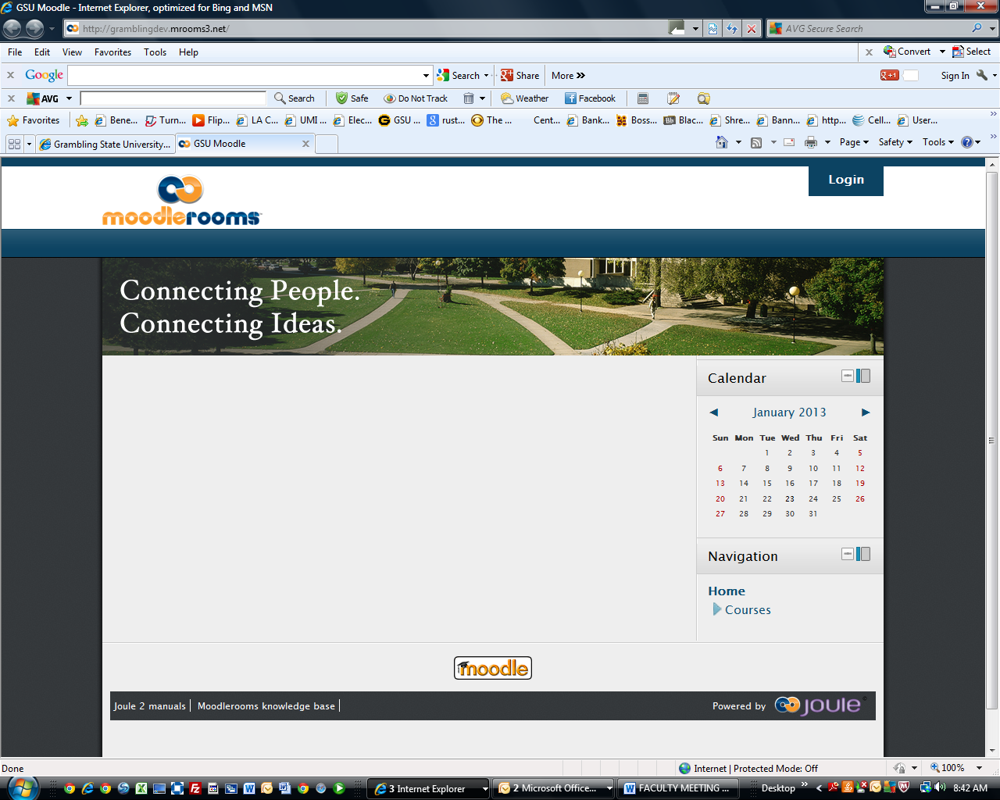 GSU Moodle - Internet Explorer, optimized for Bing and MSN
http://gramblingdev.mrooms3.net/
AVG Secure Search
File Edit View Favorites Tools Help
Convert Select
Google Search Share More »
+1 Sign In
AVG Search Safe Do Not Track Weather Facebook
Favorites Bene... Turn... Flip... LA C... UMI ... Elec... GSU ... rust... The ... Cent... Bank... Boss... Blac... Shre... Bann... http... Cell... User...
Grambling State University... GSU Moodle
Page Safety Tools
Login
moodlerooms
Connecting People.
Connecting Ideas.
Calendar
January 2013
Sun Mon Tue Wed Thu Fri Sat
1 2 3 4 5
6 7 8 9 10 11 12
13 14 15 16 17 18 19
20 21 22 23 24 25 26
27 28 29 30 31
Navigation
Home
Courses
moodle
Joule 2 manuals Moodlerooms knowledge base
Powered by joule
Done
Internet | Protected Mode: Off
100%
3 Internet Explorer
2 Microsoft Office...
FACULTY MEETING ...
Desktop »
8:42 AM